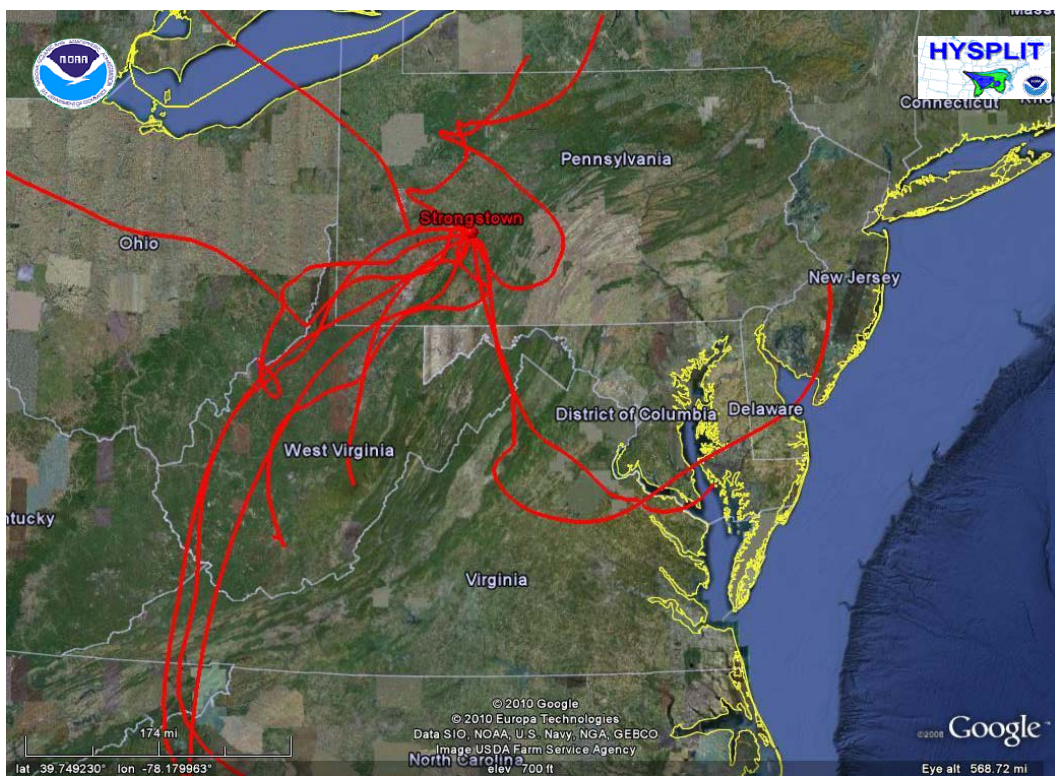 Mass
HYSPLIT
NOAA
Connecticut
Pennsylvania
Strongstown
Ohio
New Jersey
District of Columbia
Delaware
West Virginia
ntucky
Virginia
© 2010 Google
© 2010 Europa Technologies
Data SIO, NOAA, U.S. Navy, NGA, GEBCO
Image USDA Farm Service Agency
174 mi
©2008 Google
North Carolina
lat 39.749230° lon -78.179963° elev 700 ft Eye alt 568.72 mi